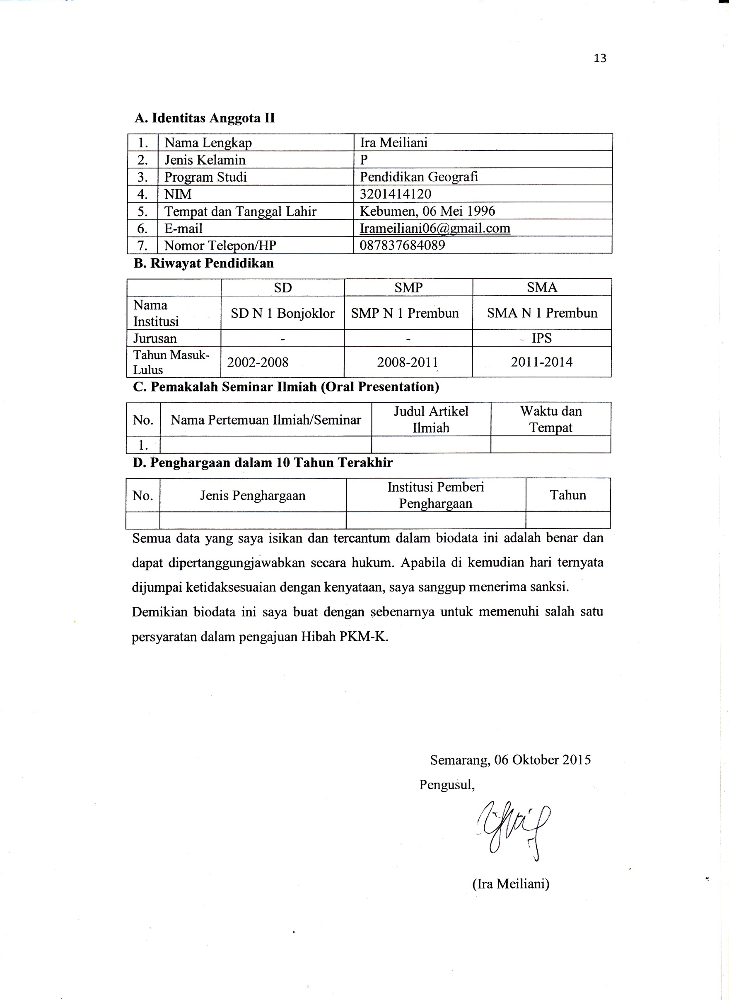 13
A. Identitas Anggota II
1. Nama Lengkap Ira Meiliani
2. Jenis Kelamin P
3. Program Studi Pendidikan Geografi
4. NIM 3201414120
5. Tempat dan Tanggal Lahir Kebumen, 06 Mei 1996
6. E-mail Irameiliani06@gmail.com
7. Nomor Telepon/HP 087837684089
B. Riwayat Pendidikan
SD SMP SMA
Nama Institusi SD N 1 Bonjoklor SMP N 1 Prembun SMA N 1 Prembun
Jurusan - - IPS
Tahun Masuk-Lulus 2002-2008 2008-2011 2011-2014
C. Pemakalah Seminar Ilmiah (Oral Presentation)
No. Nama Pertemuan Ilmiah/Seminar Judul Artikel Ilmiah Waktu dan Tempat
1.
D. Penghargaan dalam 10 Tahun Terakhir
No. Jenis Penghargaan Institusi Pemberi Penghargaan Tahun
Semua data yang saya isikan dan tercantum dalam biodata ini adalah benar dan
dapat dipertanggungjawabkan secara hukum. Apabila di kemudian hari ternyata
dijumpai ketidaksesuaian dengan kenyataan, saya sanggup menerima sanksi.
Demikian biodata ini saya buat dengan sebenarnya untuk memenuhi salah satu
persyaratan dalam pengajuan Hibah PKM-K.
Semarang, 06 Oktober 2015
Pengusul,
(Ira Meiliani)